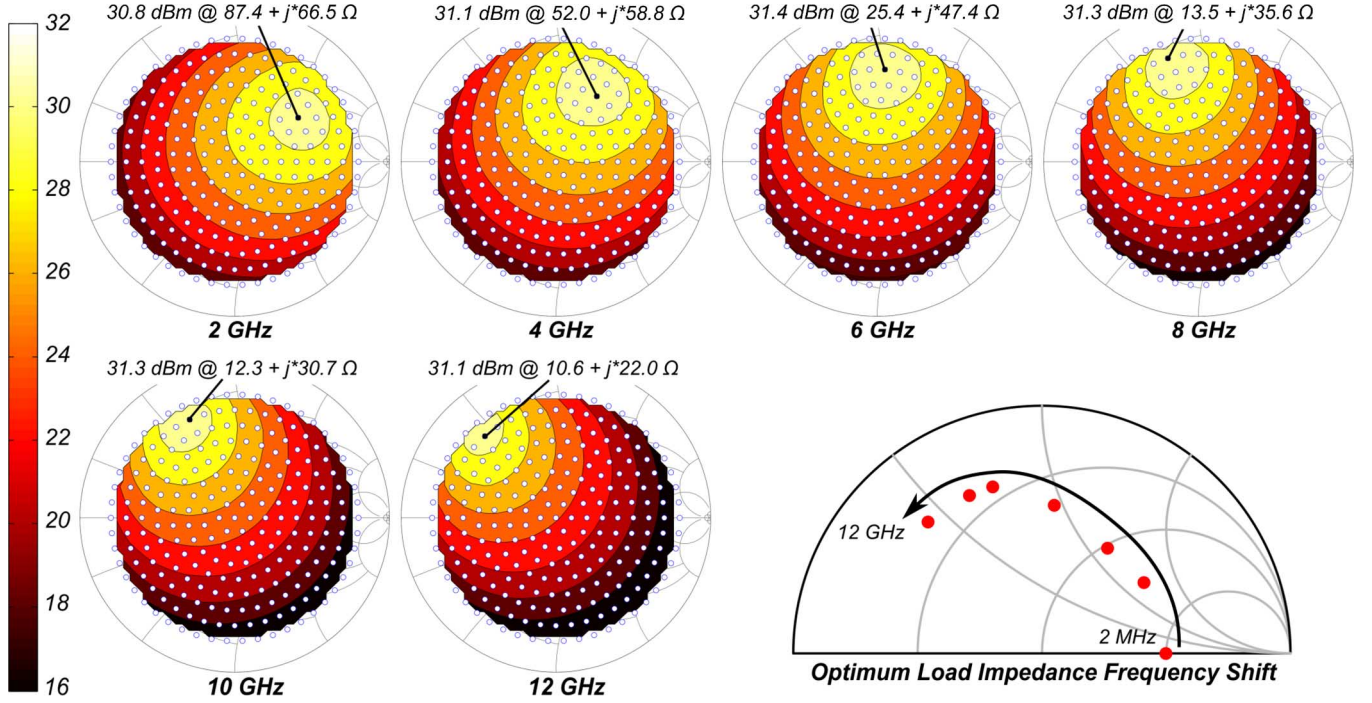 32
30
28
26
24
22
20
18
16
30.8 dBm @ 87.4 + j*66.5 Ω
31.1 dBm @ 52.0 + j*58.8 Ω
31.4 dBm @ 25.4 + j*47.4 Ω
31.3 dBm @ 13.5 + j*35.6 Ω
2 GHz
4 GHz
6 GHz
8 GHz
31.3 dBm @ 12.3 + j*30.7 Ω
31.1 dBm @ 10.6 + j*22.0 Ω
10 GHz
12 GHz
12 GHz
2 MHz
Optimum Load Impedance Frequency Shift